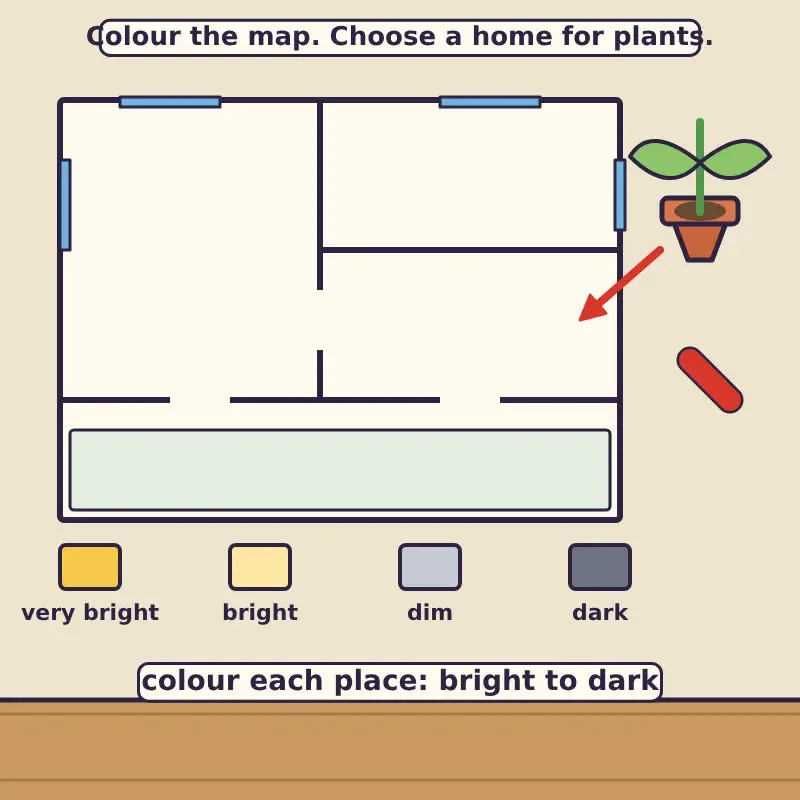 Colour the map. Choose a home for plants.
very bright
bright
dim
dark
colour each place: bright to dark